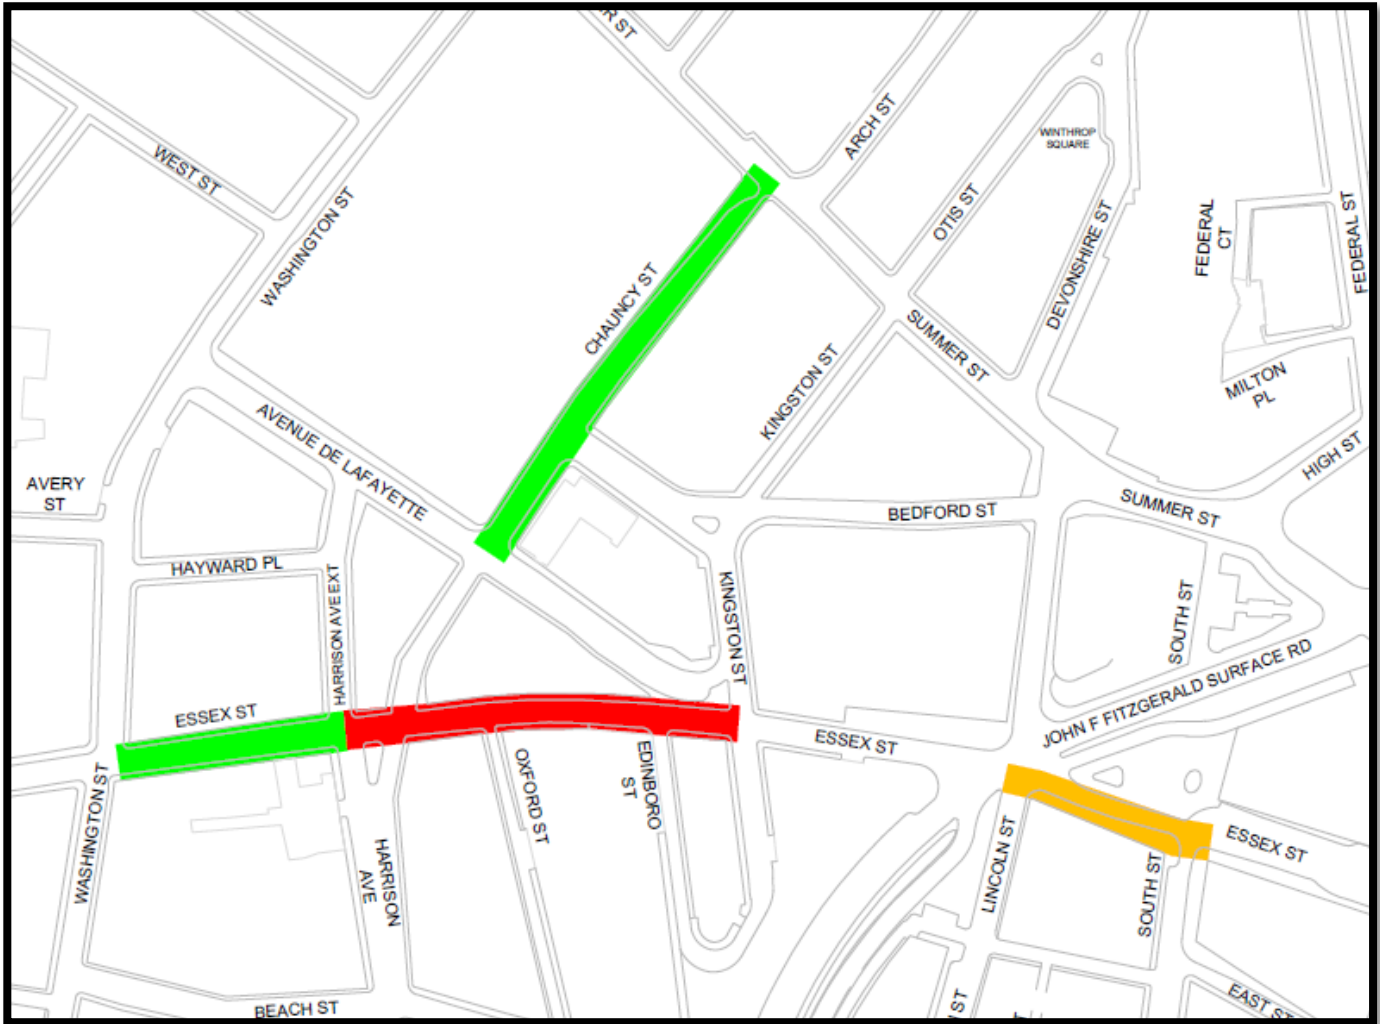 ARCH ST
WINTHROP
SQUARE
WEST ST
WASHINGTON ST
OTIS ST
DEVONSHIRE ST
FEDERAL
CT
FEDERAL ST
CHAUNCY ST
SUMMER ST
KINGSTON ST
MILTON
PL
AVENUE DE LAFAYETTE
HIGH ST
AVERY
ST
BEDFORD ST
SUMMER ST
HAYWARD PL
HARRISON AVE EXT
KINGSTON ST
SOUTH ST
JOHN F FITZGERALD SURFACE RD
ESSEX ST
ESSEX ST
WASHINGTON ST
OXFORD ST
EDINBORO
ST
LINCOLN ST
ESSEX ST
HARRISON
AVE
SOUTH ST
BEACH ST
EAST ST
ST